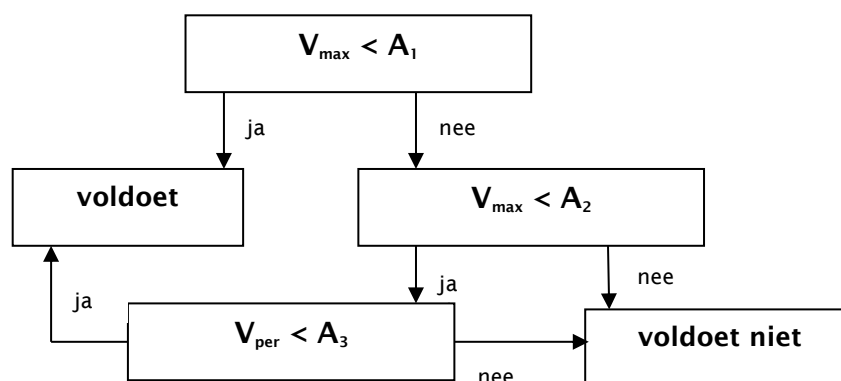 Vmax < A1
ja
nee
voldoet
Vmax < A2
ja
ja
nee
Vper < A3
voldoet niet
nee